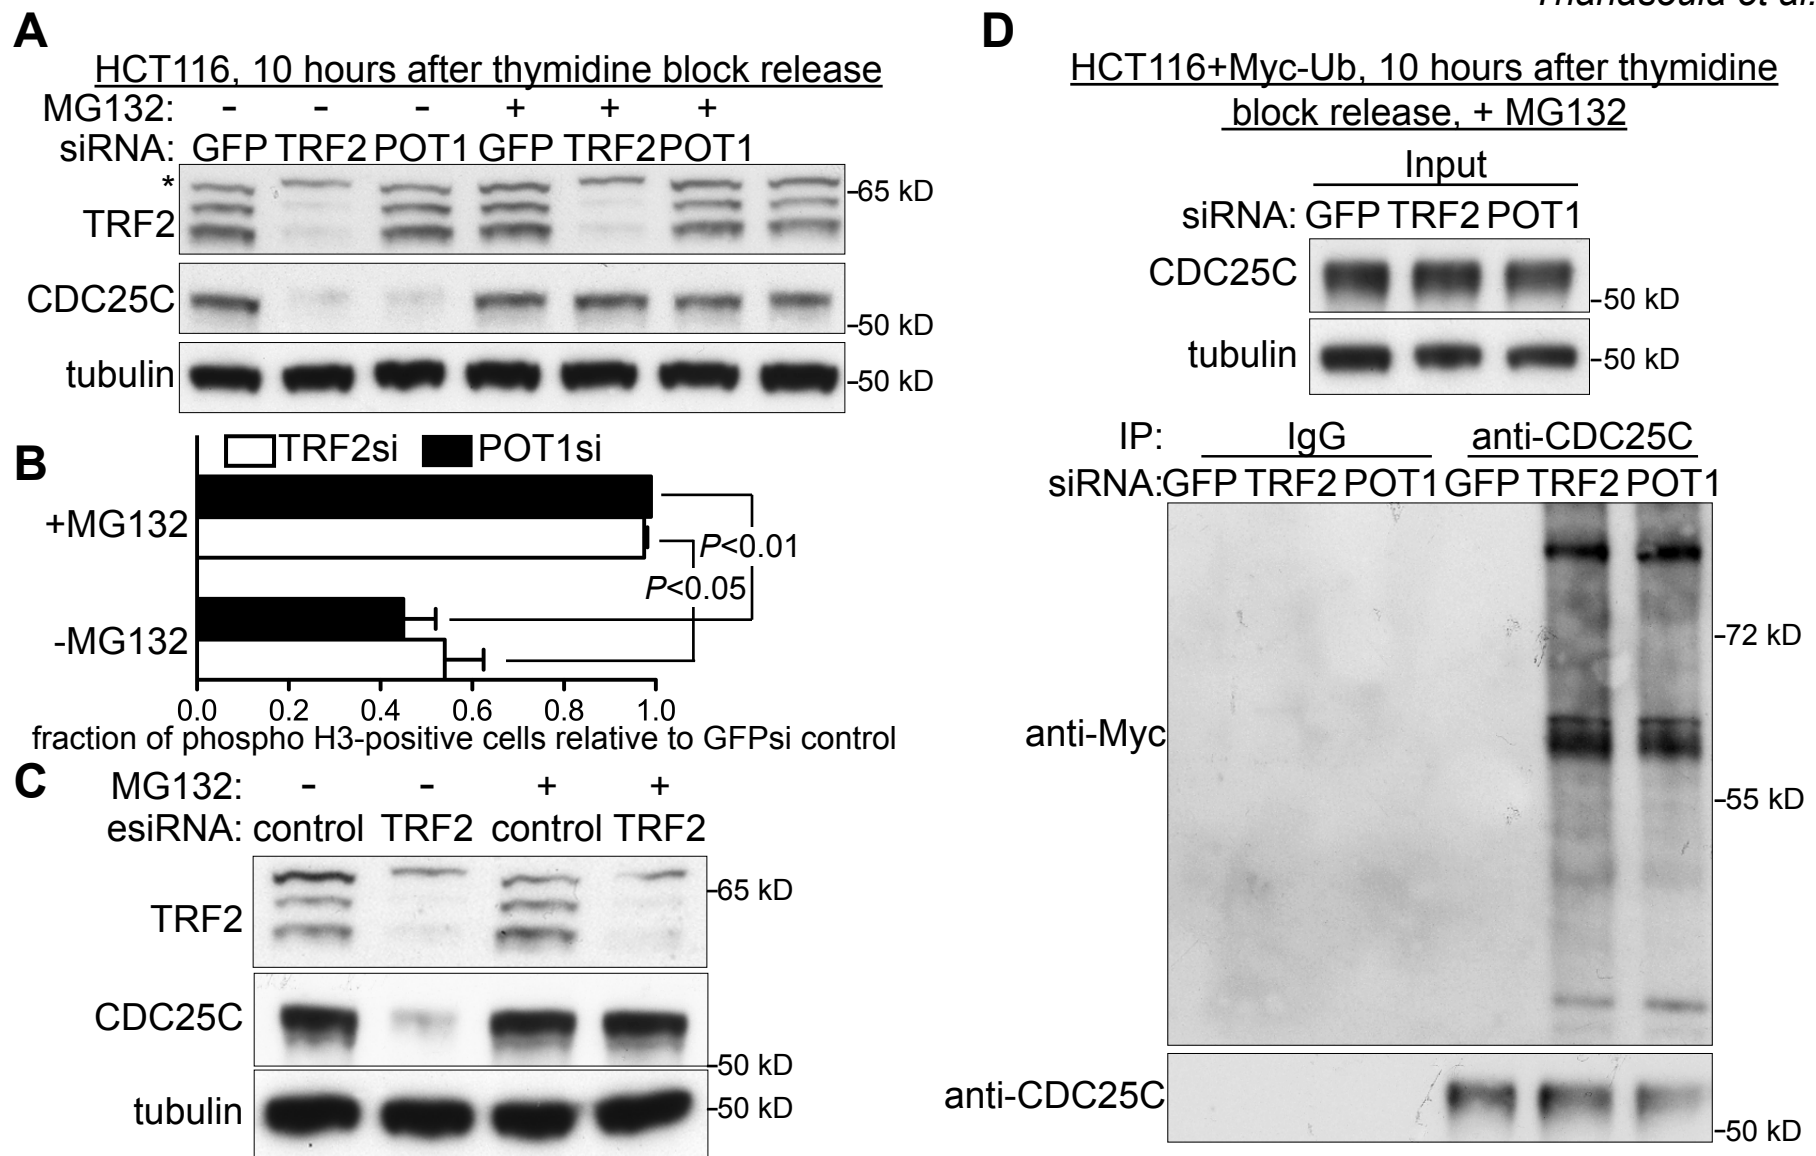 A
HCT116, 10 hours after thymidine block release
MG132: - - - + + +
siRNA: GFP TRF2 POT1 GFP TRF2 POT1
*
TRF2
-65 kD
CDC25C
-50 kD
tubulin
-50 kD
B
TRF2si POT1si
+MG132
P<0.01
P<0.05
-MG132
0.0 0.2 0.4 0.6 0.8 1.0
fraction of phospho H3-positive cells relative to GFPsi control
C
MG132: - - + +
esiRNA: control TRF2 control TRF2
TRF2
-65 kD
CDC25C
-50 kD
tubulin
-50 kD
D
HCT116+Myc-Ub, 10 hours after thymidine
block release, + MG132
Input
siRNA: GFP TRF2 POT1
CDC25C
-50 kD
tubulin
-50 kD
IP: IgG anti-CDC25C
siRNA: GFP TRF2 POT1 GFP TRF2 POT1
-72 kD
anti-Myc
-55 kD
anti-CDC25C
-50 kD